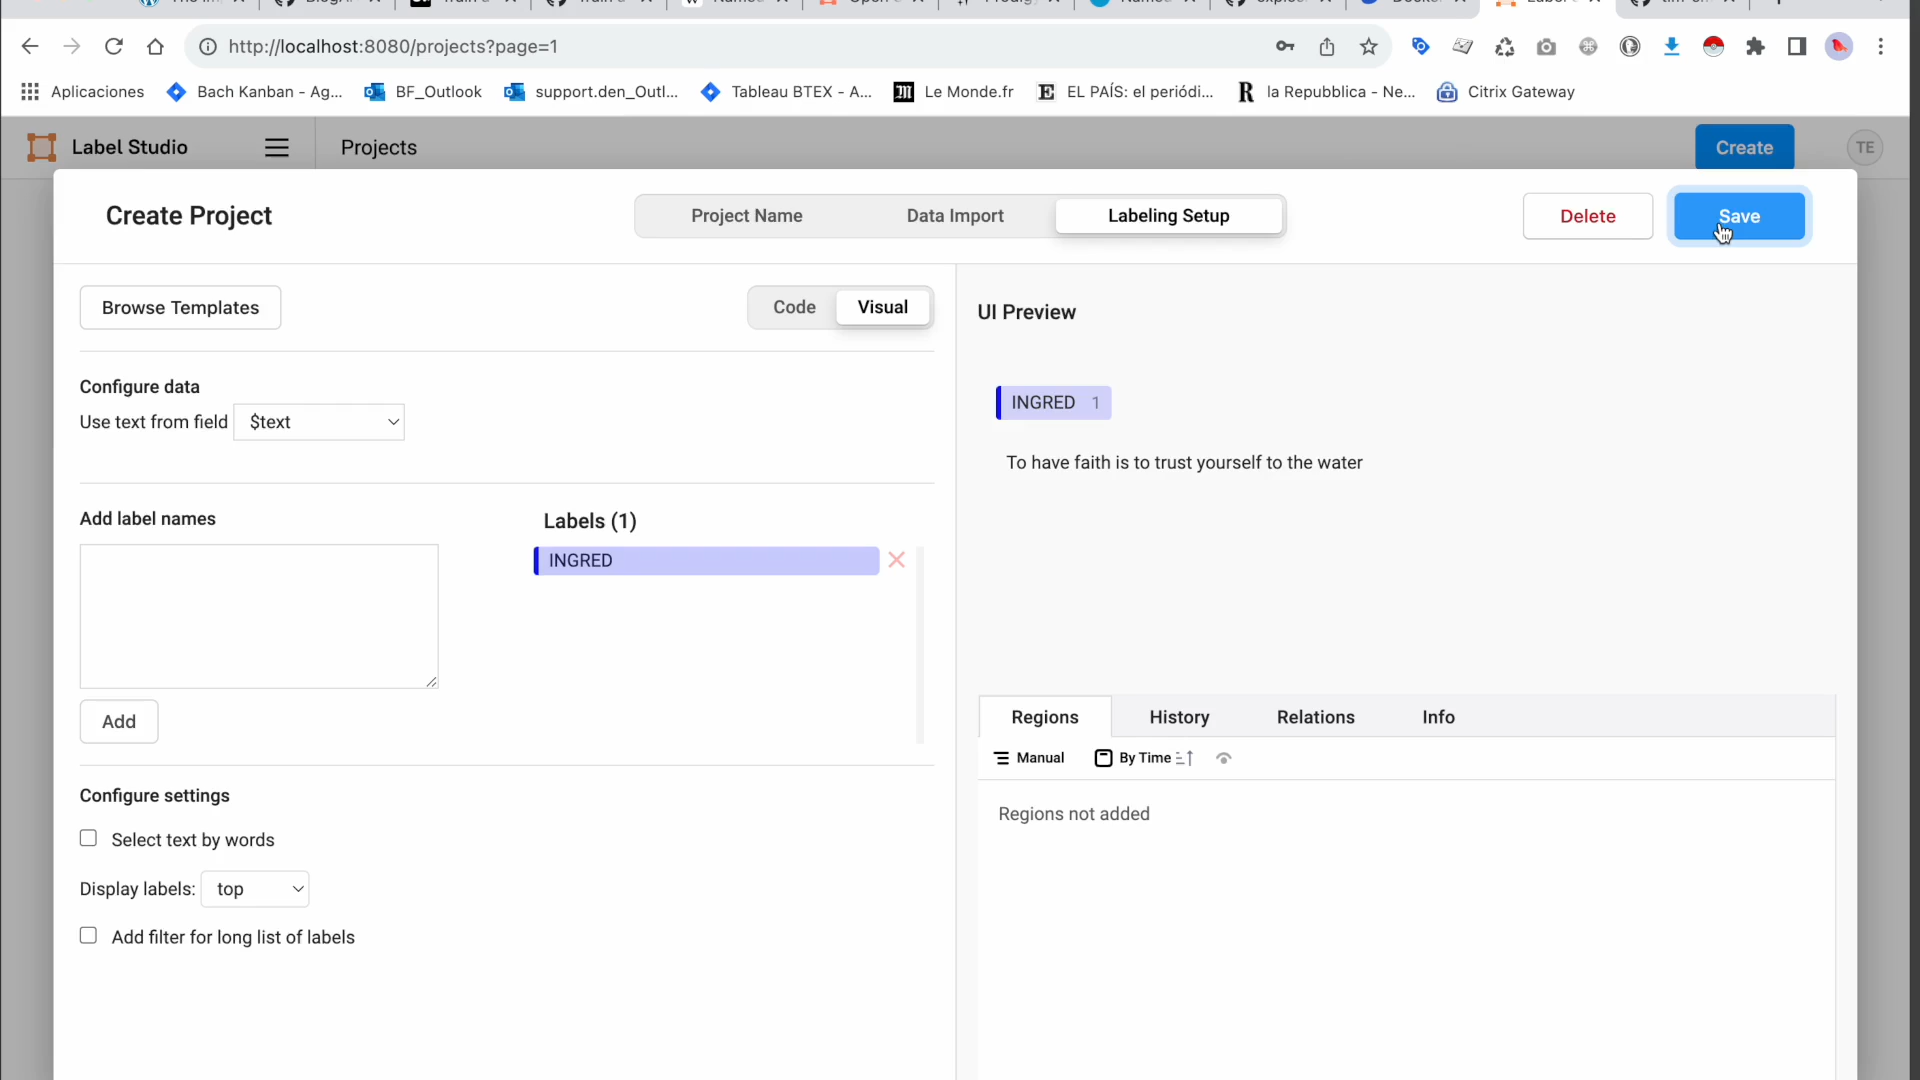 http://localhost:8080/projects?page=1
Aplicaciones
Bach Kanban - Ag...
BF_Outlook
support.den_Outl...
Tableau BTEX - A...
Le Monde.fr
EL PAÍS: el periódi...
la Repubblica - Ne...
Citrix Gateway
Label Studio
Projects
Create
TE
Create Project
Project Name
Data Import
Labeling Setup
Delete
Save
Browse Templates
Code
Visual
UI Preview
Configure data
Use text from field
$text
INGRED 1
To have faith is to trust yourself to the water
Add label names
Labels (1)
INGRED
Add
Regions
History
Relations
Info
Manual
By Time
Configure settings
Regions not added
Select text by words
Display labels:
top
Add filter for long list of labels